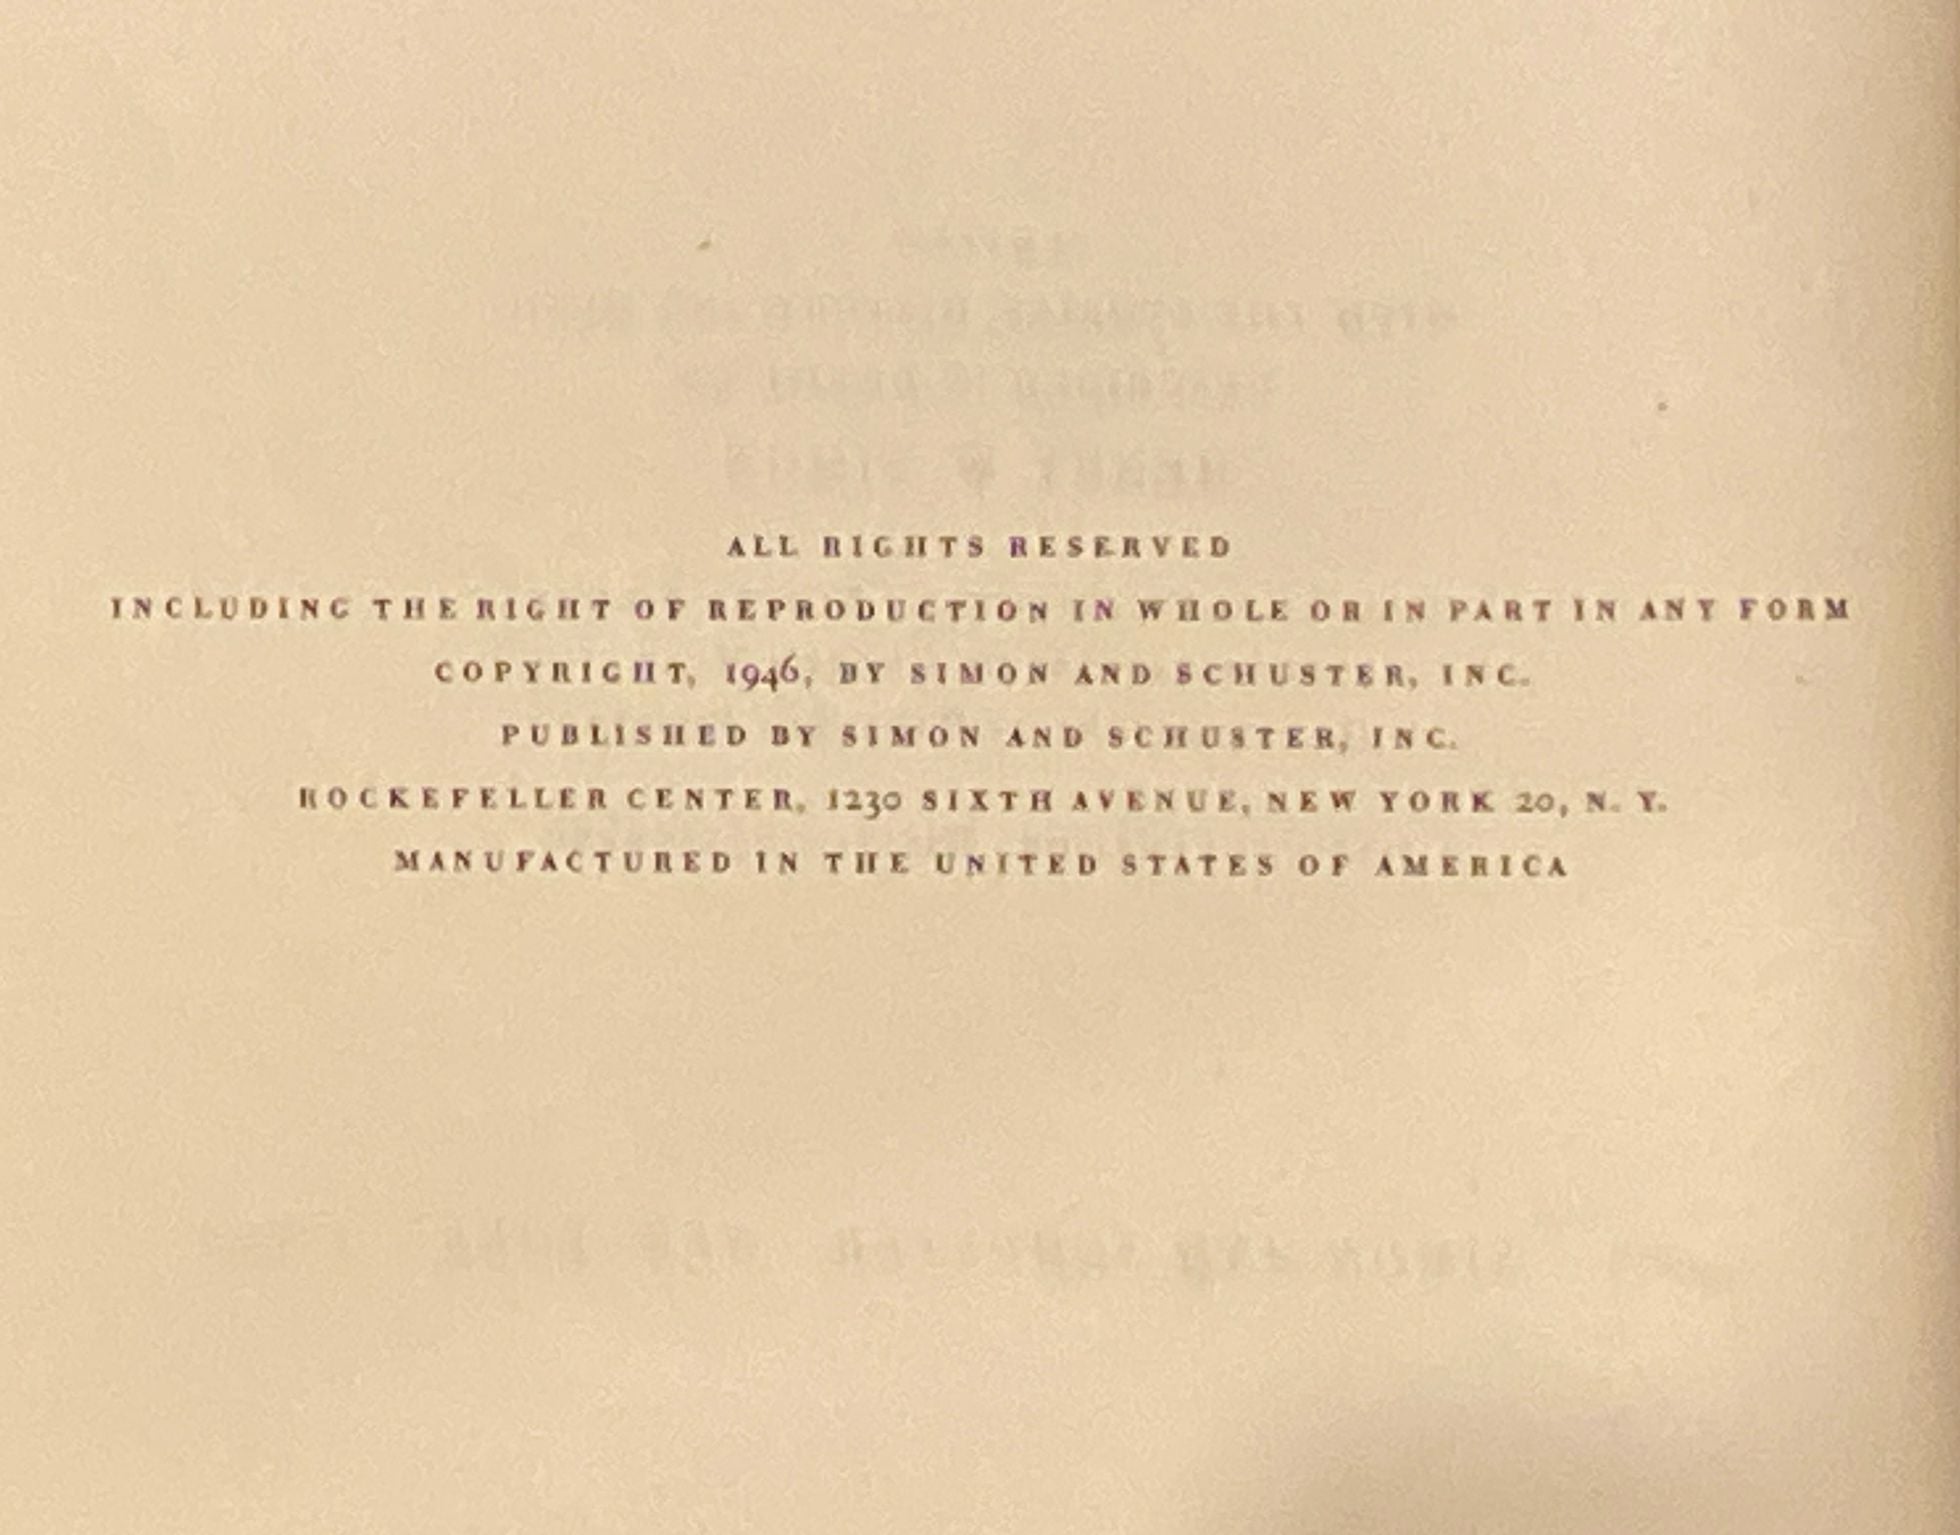 ALL RIGHTS RESERVED
INCLUDING THE RIGHT OF REPRODUCTION IN WHOLE OR IN PART IN ANY FORM
COPYRIGHT, 1946, BY SIMON AND SCHUSTER, INC.
PUBLISHED BY SIMON AND SCHUSTER, INC.
ROCKEFELLER CENTER, 1230 SIXTH AVENUE, NEW YORK 20, N. Y.
MANUFACTURED IN THE UNITED STATES OF AMERICA